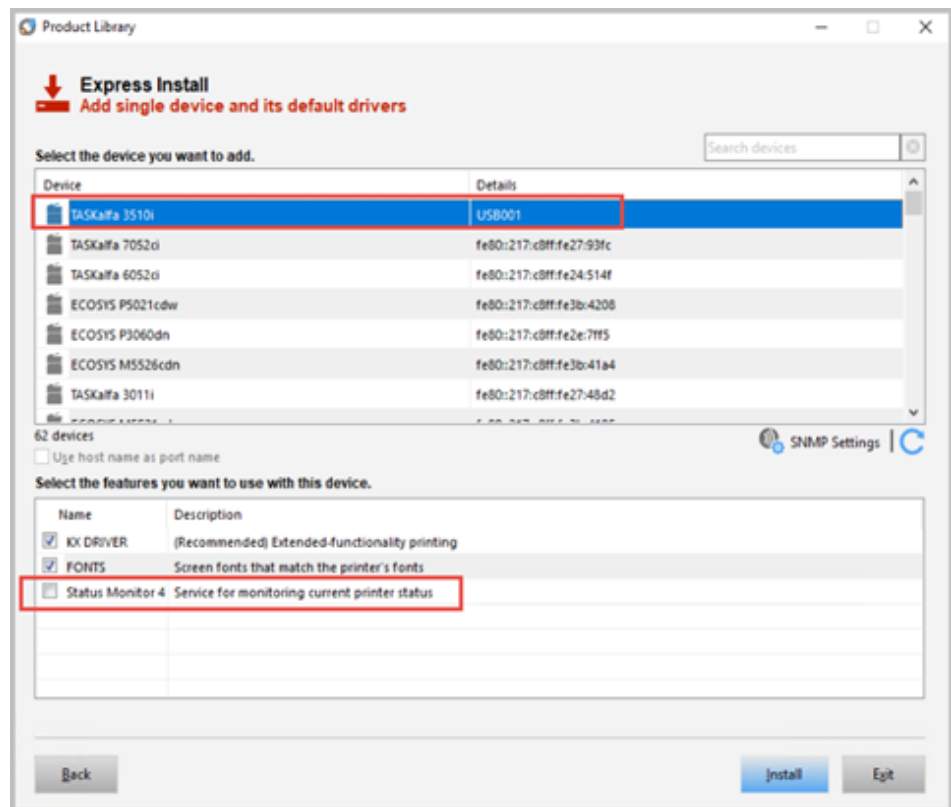 Product Library
Express Install
Add single device and its default drivers
Search devices
Select the device you want to add.
Device Details
TASKalfa 3510i USB001
TASKalfa 7052ci fe80::217:c8ff:fe27:93fc
TASKalfa 6052ci fe80::217:c8ff:fe24:514f
ECOSYS P5021cdw fe80::217:c8ff:fe3b:4208
ECOSYS P3060dn fe80::217:c8ff:fe2e:7ff5
ECOSYS M5526cdn fe80::217:c8ff:fe3b:41a4
TASKalfa 3011i fe80::217:c8ff:fe27:48d2
62 devices
SNMP Settings
Use host name as port name
Select the features you want to use with this device.
Name Description
KX DRIVER (Recommended) Extended-functionality printing
FONTS Screen fonts that match the printer's fonts
Status Monitor 4 Service for monitoring current printer status
Back Install Exit